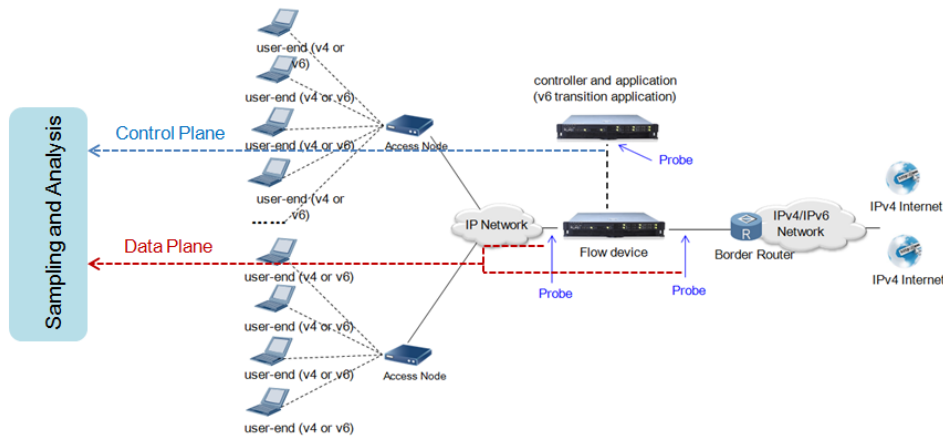 user-end (v4 or
v6)
user-end (v4 or v6)
user-end (v4 or v6)
user-end (v4 or
v6)
Access Node
controller and application
(v6 transition application)
Probe
Sampling and Analysis
Control Plane
Data Plane
IP Network
Flow device
Probe
Probe
R
Border Router
IPv4/IPv6
Network
IPv4 Internet
IPv4 Internet
user-end (v4 or v6)
user-end (v4 or v6)
user-end (v4 or v6)
user-end (v4 or v6)
Access Node